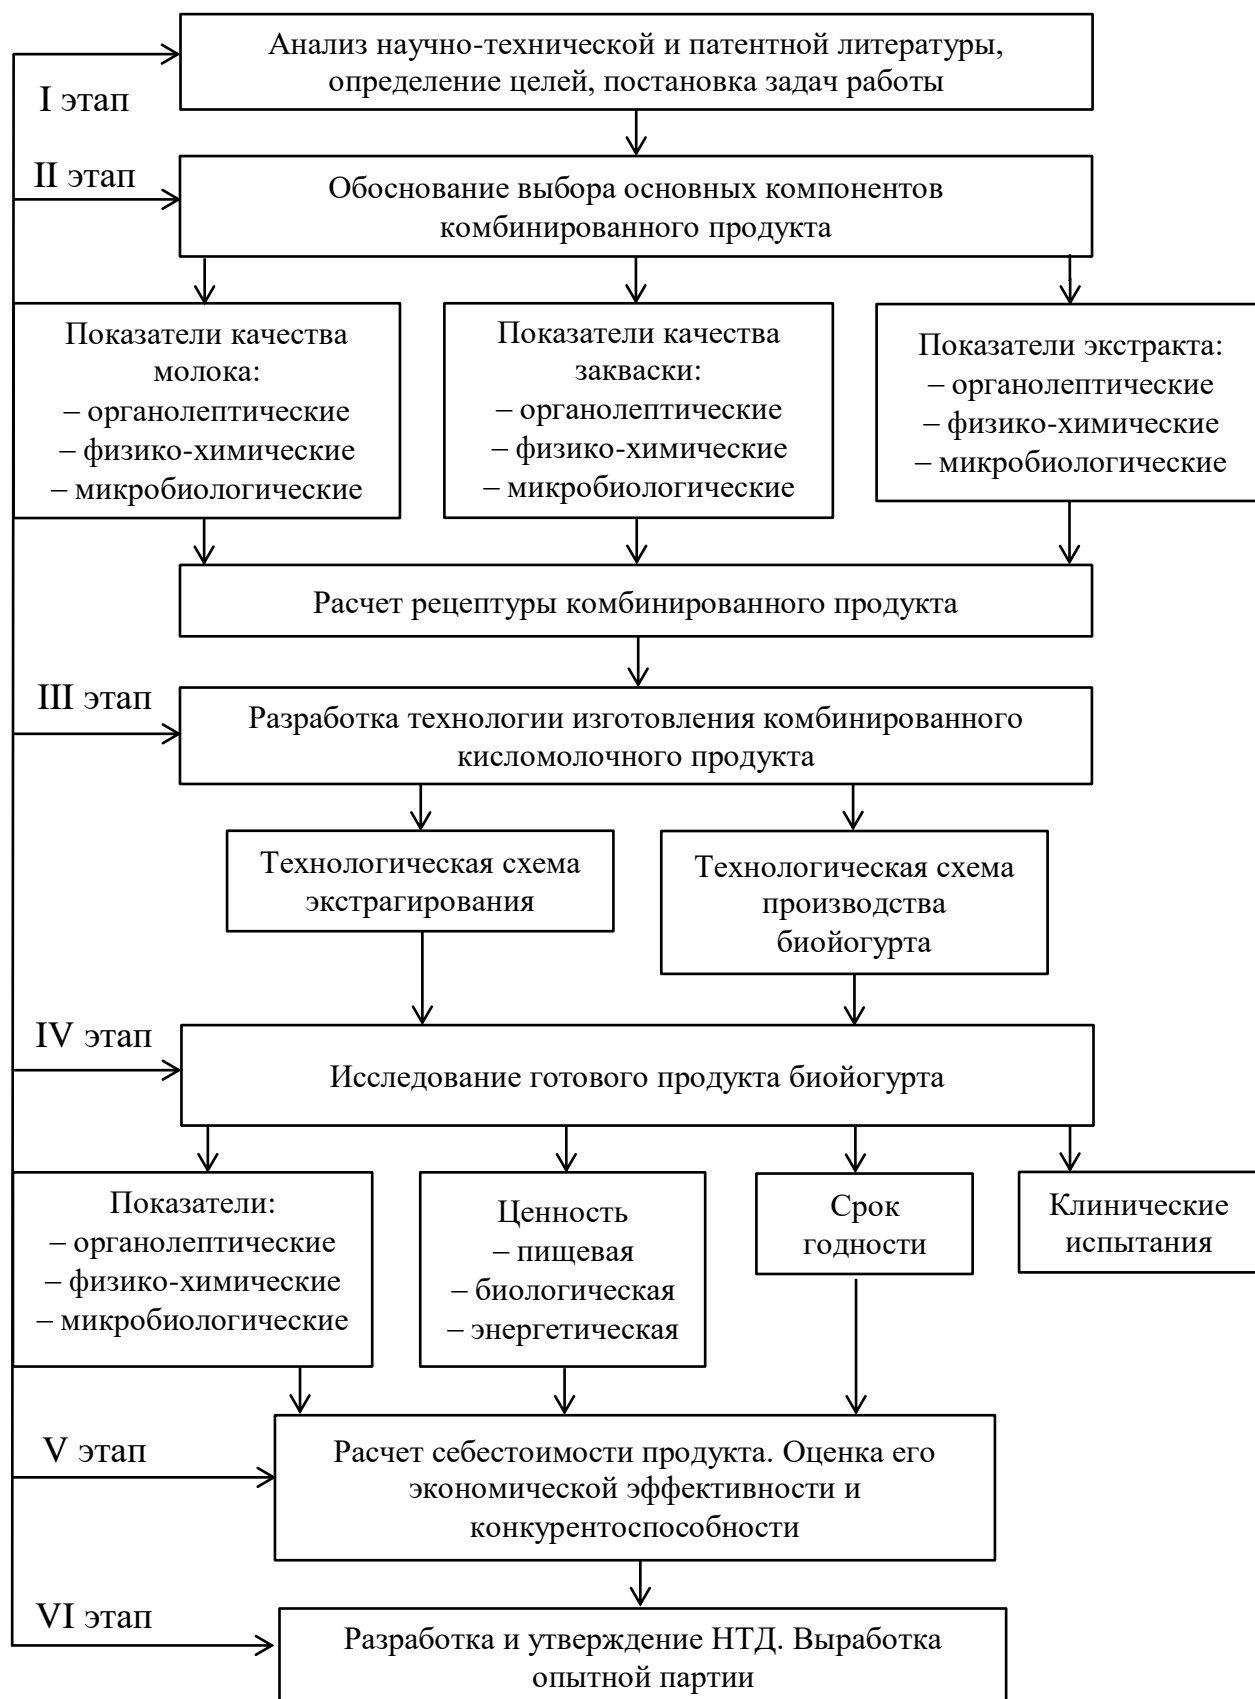 Анализ научно-технической и патентной литературы,
определение целей, постановка задач работы
I этап
II этап
Обоснование выбора основных компонентов
комбинированного продукта
Показатели качества
молока:
– органолептические
– физико-химические
– микробиологические
Показатели качества
закваски:
– органолептические
– физико-химические
– микробиологические
Показатели экстракта:
– органолептические
– физико-химические
– микробиологические
Расчет рецептуры комбинированного продукта
III этап
Разработка технологии изготовления комбинированного
кисломолочного продукта
Технологическая схема
экстрагирования
Технологическая схема
производства
биойогурта
IV этап
Исследование готового продукта биойогурта
Показатели:
– органолептические
– физико-химические
– микробиологические
Ценность
– пищевая
– биологическая
– энергетическая
Срок
годности
Клинические
испытания
V этап
Расчет себестоимости продукта. Оценка его
экономической эффективности и
конкурентоспособности
VI этап
Разработка и утверждение НТД. Выработка
опытной партии